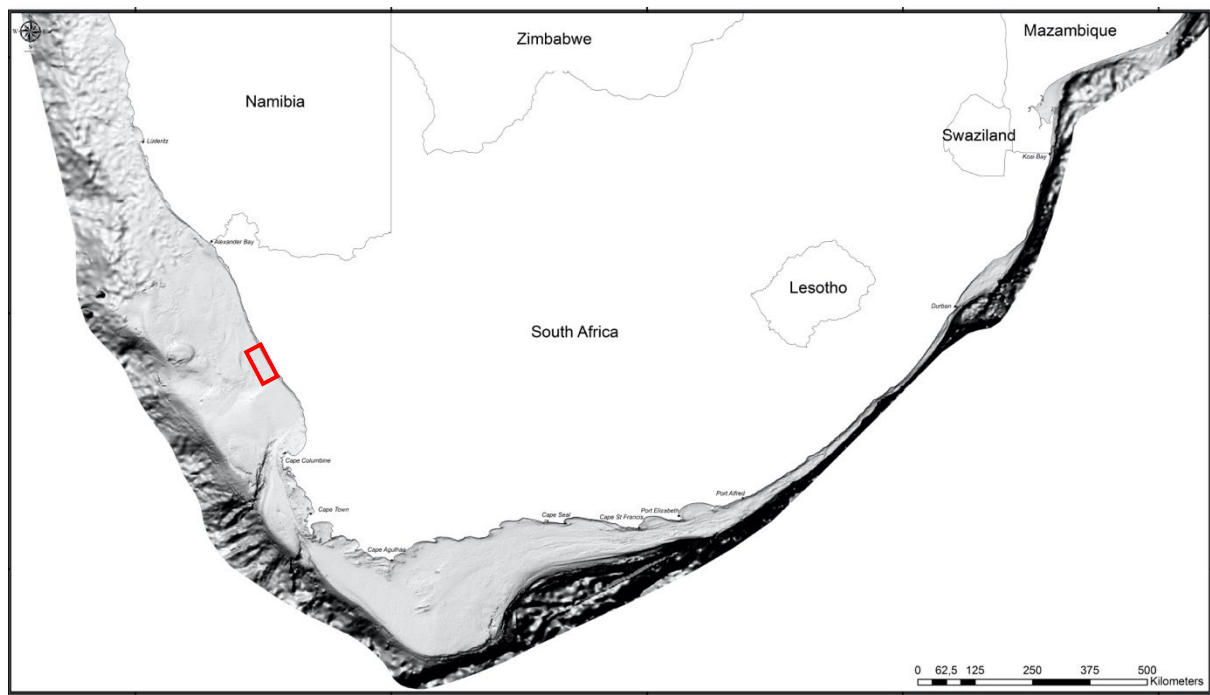 Zimbabwe
Mazambique
Namibia
Swaziland
Lüderitz
Kosi Bay
Alexander Bay
Lesotho
Durban
South Africa
Cape Columbine
Port Alfred
Cape Town
Cape Seal
Cape St Francis
Port Elizabeth
Cape Agulhas
0 62,5 125 250 375 500
Kilometers